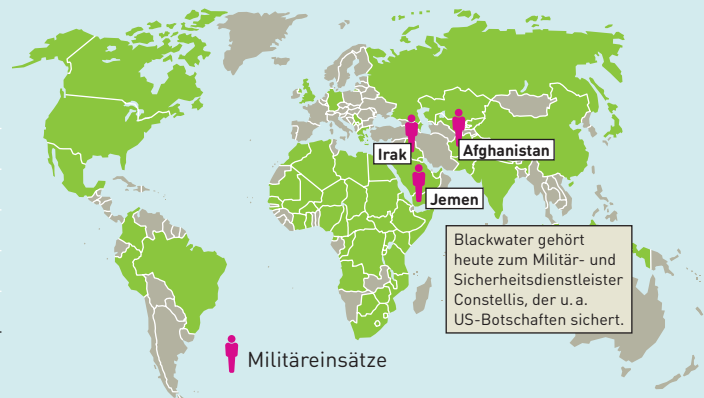 Irak
Afghanistan
Jemen
Blackwater gehört
heute zum Militär- und
Sicherheitsdienstleister
Constellis, der u. a.
US-Botschaften sichert.
Militäreinsätze